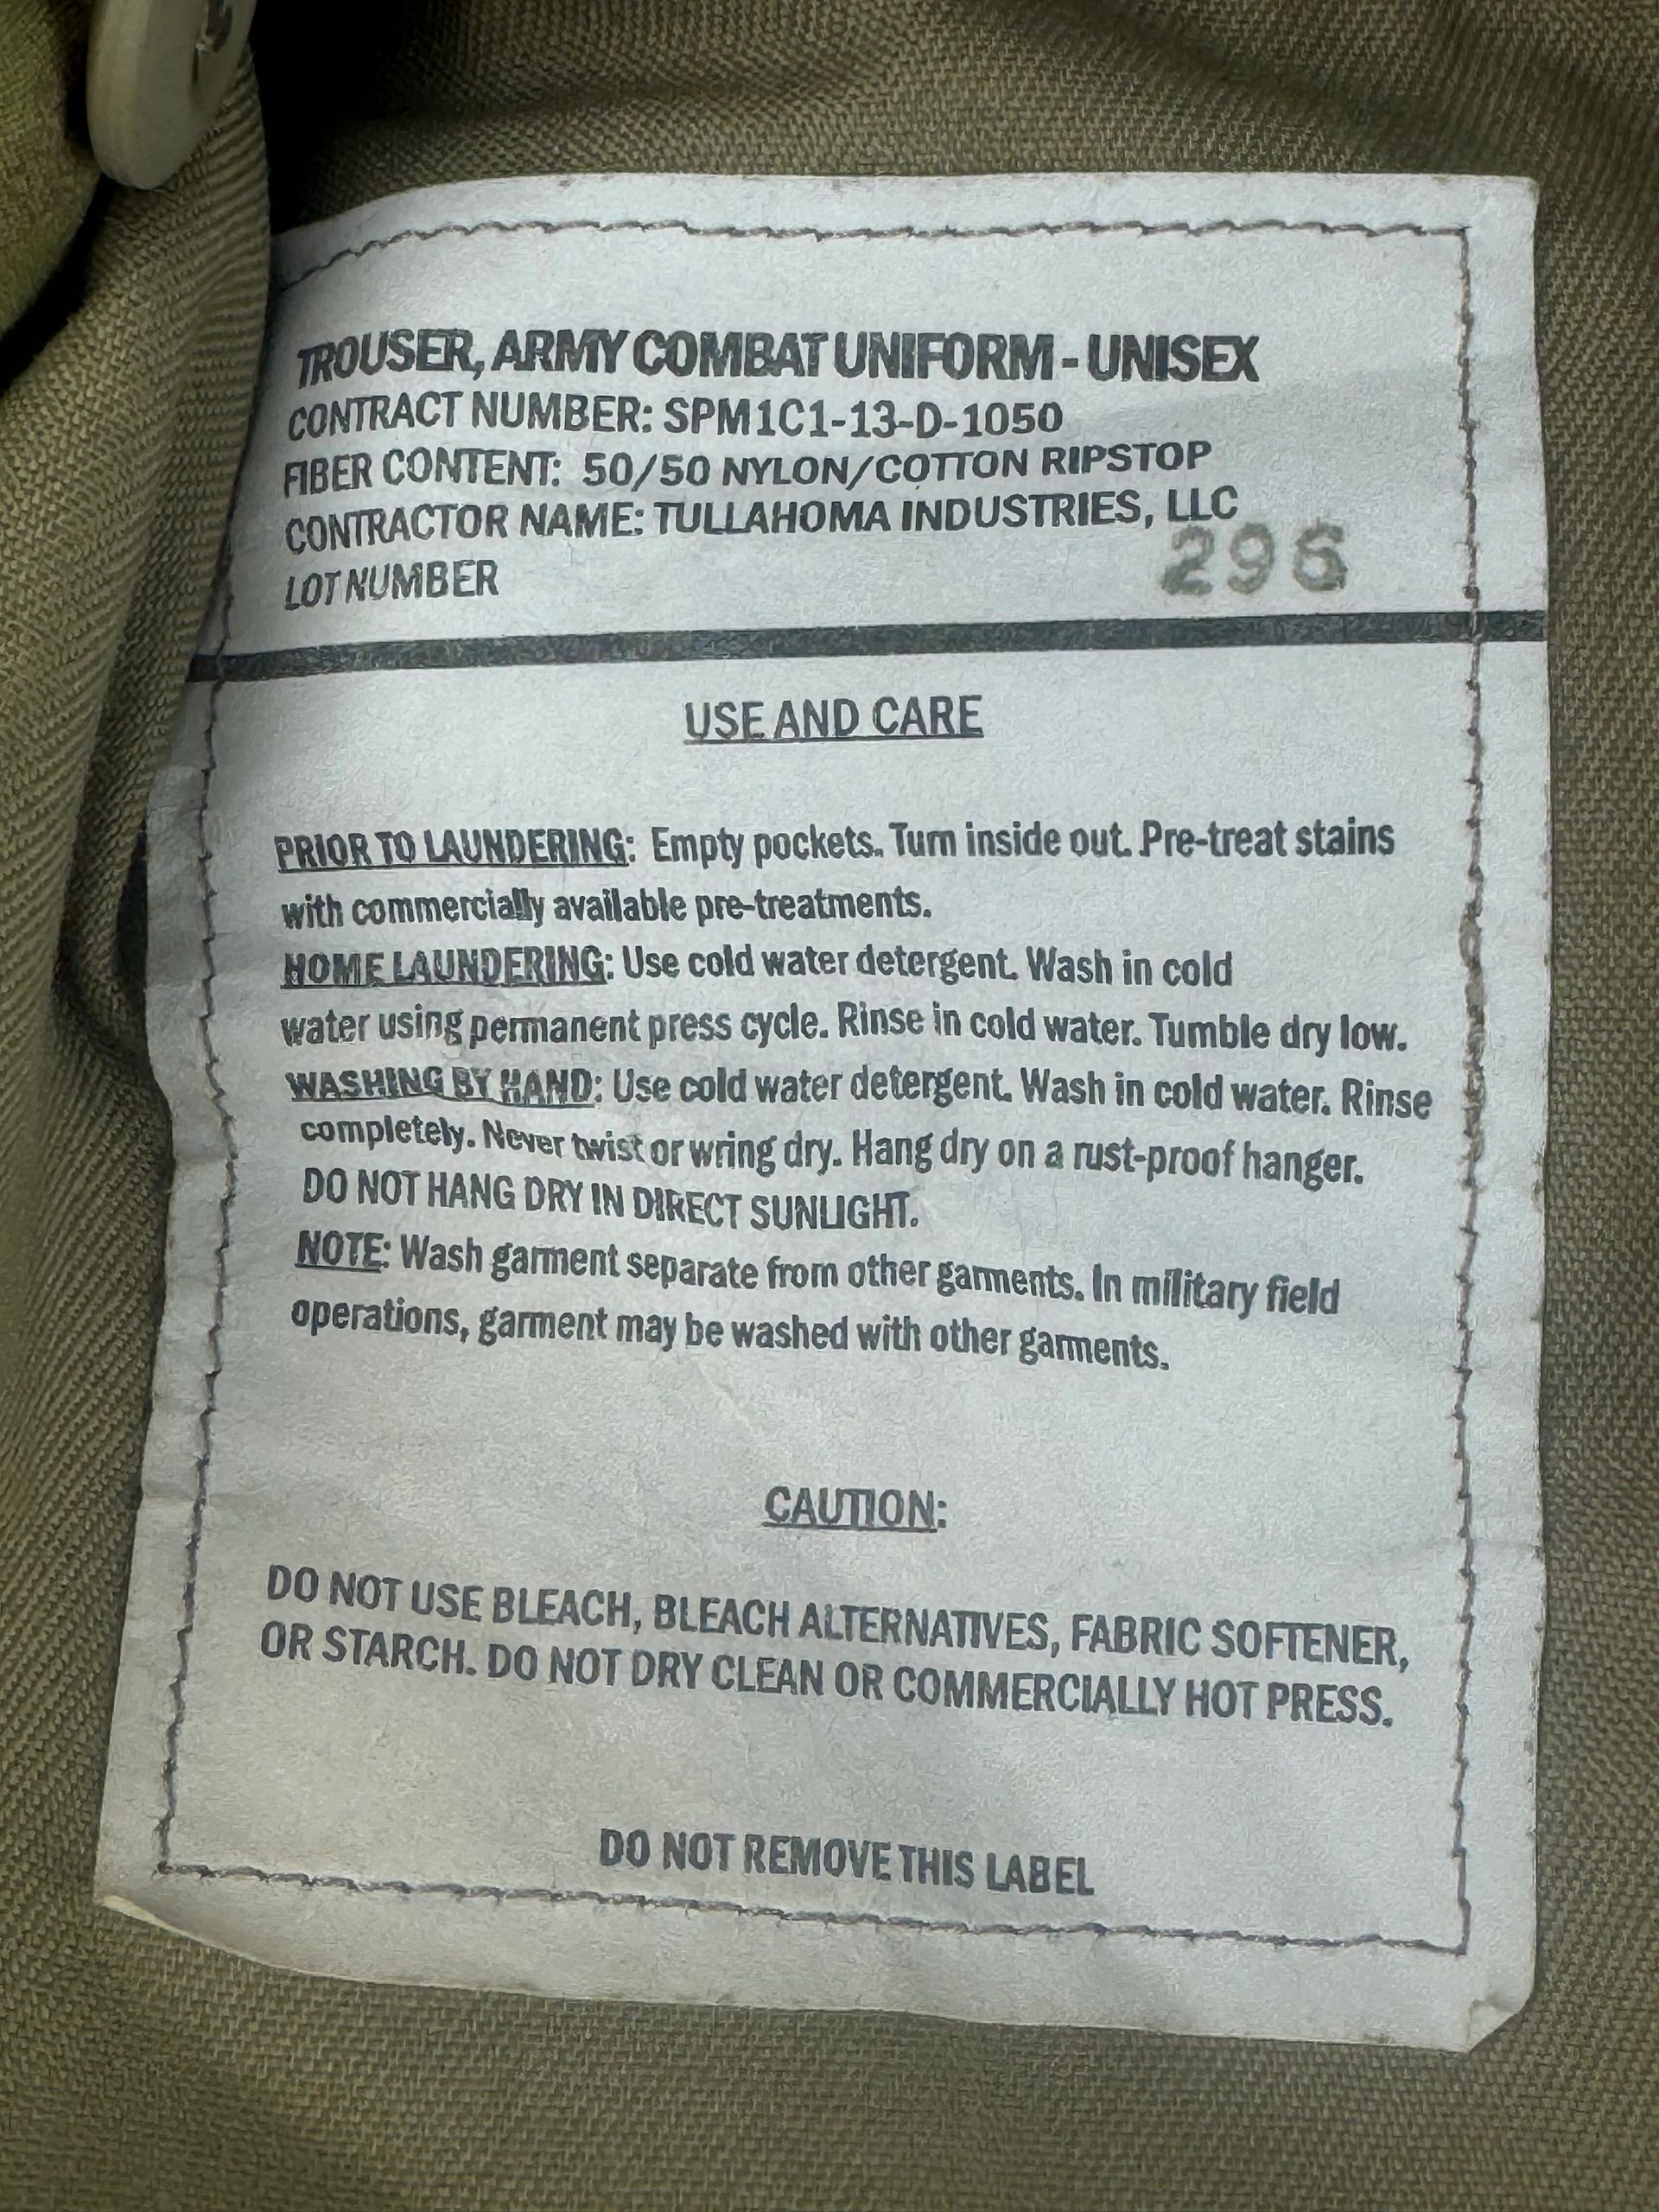 TROUSER, ARMY COMBAT UNIFORM - UNISEX
CONTRACT NUMBER: SPM1C1-13-D-1050
FIBER CONTENT: 50/50 NYLON/COTTON RIPSTOP
CONTRACTOR NAME: TULLAHOMA INDUSTRIES, LLC
LOT NUMBER 296
USE AND CARE
PRIOR TO LAUNDERING: Empty pockets. Turn inside out. Pre-treat stains
with commercially available pre-treatments.
HOME LAUNDERING: Use cold water detergent. Wash in cold
water using permanent press cycle. Rinse in cold water. Tumble dry low.
WASHING BY HAND: Use cold water detergent. Wash in cold water. Rinse
completely. Never twist or wring dry. Hang dry on a rust-proof hanger.
DO NOT HANG DRY IN DIRECT SUNLIGHT.
NOTE: Wash garment separate from other garments. In military field
operations, garment may be washed with other garments.
CAUTION:
DO NOT USE BLEACH, BLEACH ALTERNATIVES, FABRIC SOFTENER,
OR STARCH. DO NOT DRY CLEAN OR COMMERCIALLY HOT PRESS.
DO NOT REMOVE THIS LABEL